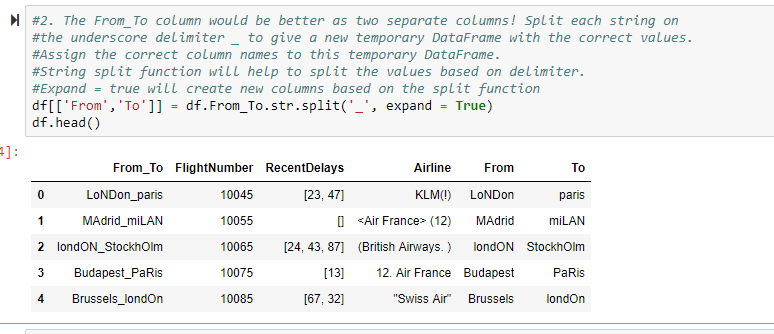 #2. The From_To column would be better as two separate columns! Split each string on
#the underscore delimiter _ to give a new temporary DataFrame with the correct values.
#Assign the correct column names to this temporary DataFrame.
#String split function will help to split the values based on delimiter.
#Expand = true will create new columns based on the split function
df[['From','To']] = df.From_To.str.split('_', expand = True)
df.head()
4]:
From_To FlightNumber RecentDelays Airline From To
0 LoNDon_paris 10045 [23, 47] KLM(!) LoNDon paris
1 MAdrid_miLAN 10055 [] <Air France> (12) MAdrid miLAN
2 londON_StockhOlm 10065 [24, 43, 87] (British Airways. ) londON StockhOlm
3 Budapest_PaRis 10075 [13] 12. Air France Budapest PaRis
4 Brussels_londOn 10085 [67, 32] "Swiss Air" Brussels londOn